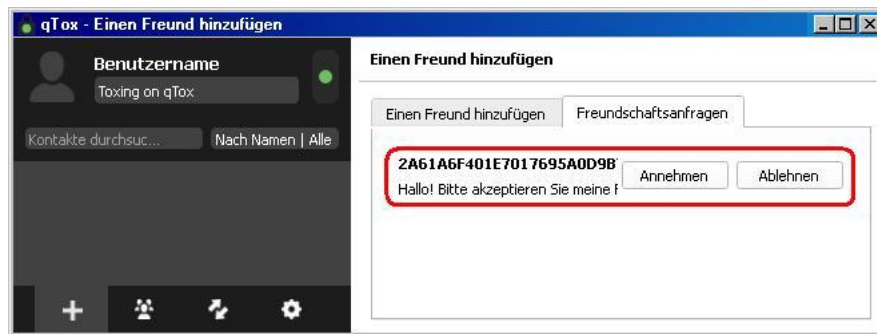 qTox - Einen Freund hinzufügen
Benutzername
Toxing on qTox
Kontakte durchsuc...
Nach Namen | Alle
Einen Freund hinzufügen
Einen Freund hinzufügen
Freundschaftsanfragen
2A61A6F401E7017695A0D9B
Hallo! Bitte akzeptieren Sie meine F
Annehmen
Ablehnen